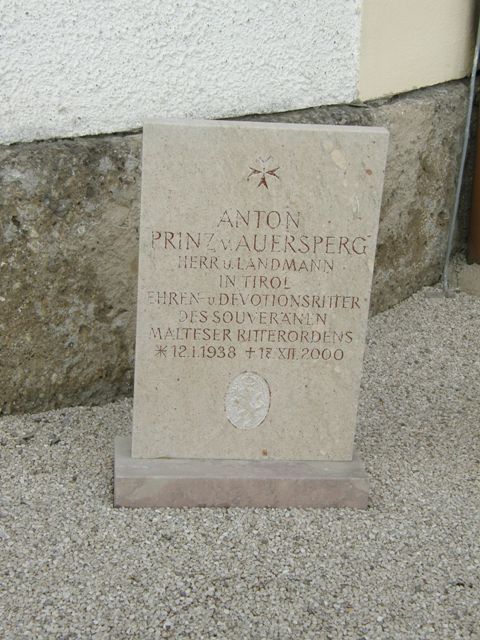 ANTON
PRINZ v. AUERSPERG
HERR u. LANDMANN
IN TIROL
EHREN- u. DEVOTIONSRITTER
DES SOUVERÄNEN
MALTESER RITTERORDENS
* 12.I.1938 + 17.XII.2000